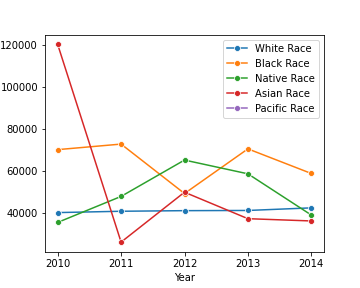 120000
100000
80000
60000
40000
2010
2011
2012
2013
2014
Year
White Race
Black Race
Native Race
Asian Race
Pacific Race